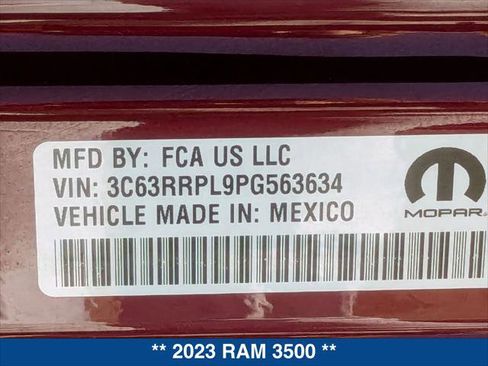 MFD BY: FCA US LLC
VIN: 3C63RRPL9PG563634
VEHICLE MADE IN: MEXICO
MOPAR
** 2023 RAM 3500 **